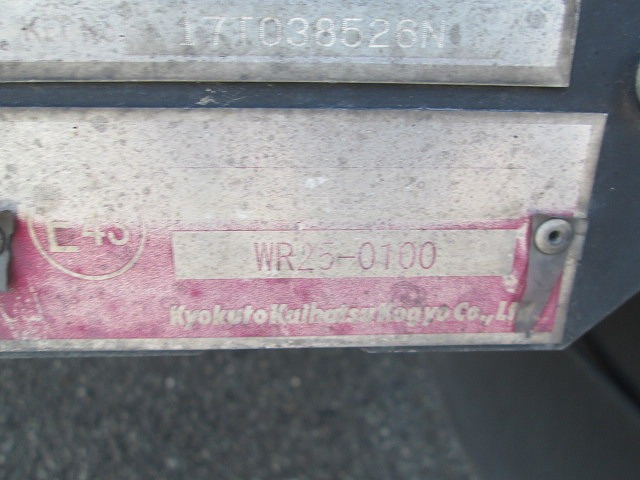 17T038526N
E43
WR25-0100
Kyokuto Kaihatsu Kogyo Co., Ltd.